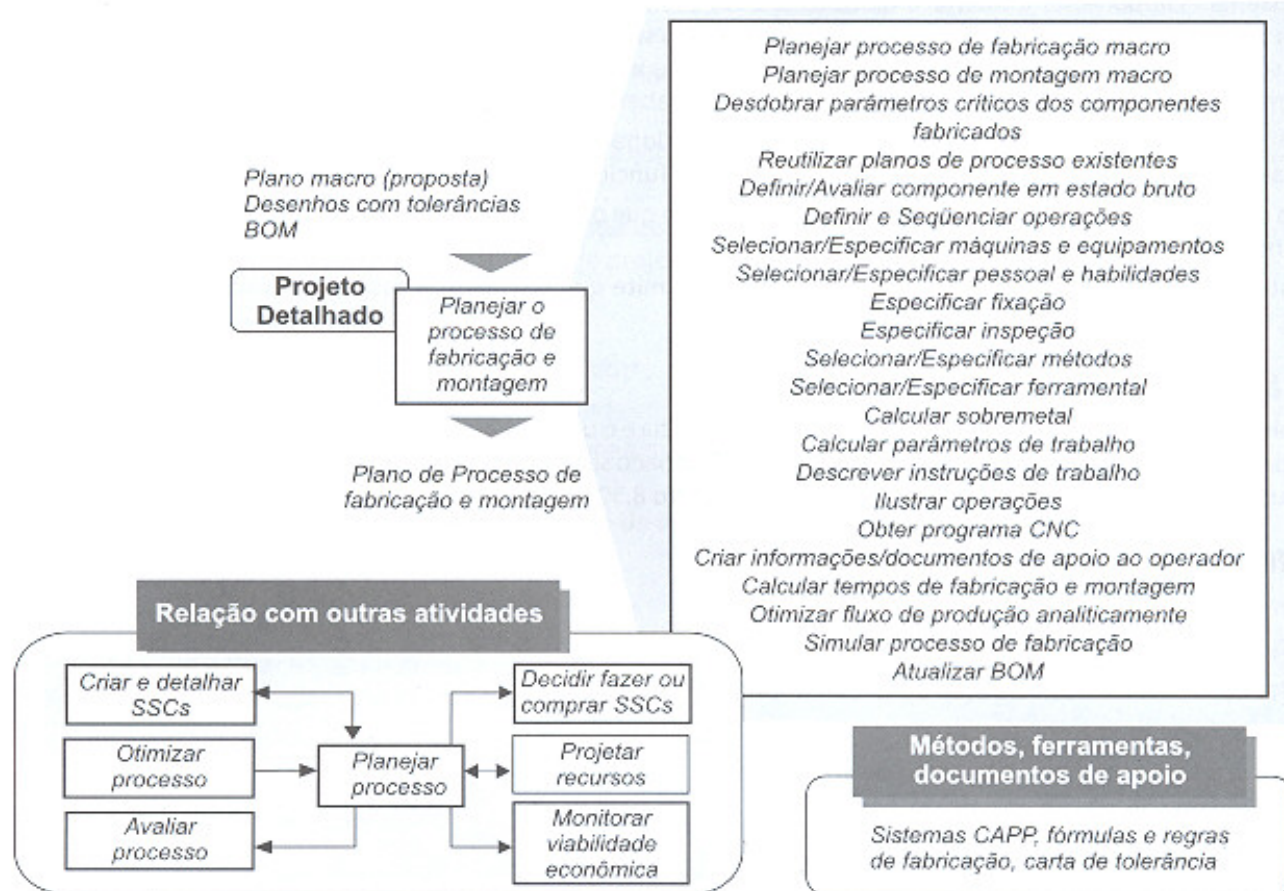 Plano macro (proposta)
Desenhos com tolerâncias
BOM
Projeto
Detalhado
Planejar o
processo de
fabricação e
montagem
Plano de Processo de
fabricação e montagem
Planejar processo de fabricação macro
Planejar processo de montagem macro
Desdobrar parâmetros críticos dos componentes
fabricados
Reutilizar planos de processo existentes
Definir/Avaliar componente em estado bruto
Definir e Seqüenciar operações
Selecionar/Especificar máquinas e equipamentos
Selecionar/Especificar pessoal e habilidades
Especificar fixação
Especificar inspeção
Selecionar/Especificar métodos
Selecionar/Especificar ferramental
Calcular sobremetal
Calcular parâmetros de trabalho
Descrever instruções de trabalho
Ilustrar operações
Obter programa CNC
Criar informações/documentos de apoio ao operador
Calcular tempos de fabricação e montagem
Otimizar fluxo de produção analiticamente
Simular processo de fabricação
Atualizar BOM
Relação com outras atividades
Criar e detalhar
SSCs
Otimizar
processo
Avaliar
processo
Planejar
processo
Decidir fazer ou
comprar SSCs
Projetar
recursos
Monitorar
viabilidade
econômica
Métodos, ferramentas,
documentos de apoio
Sistemas CAPP, fórmulas e regras
de fabricação, carta de tolerância